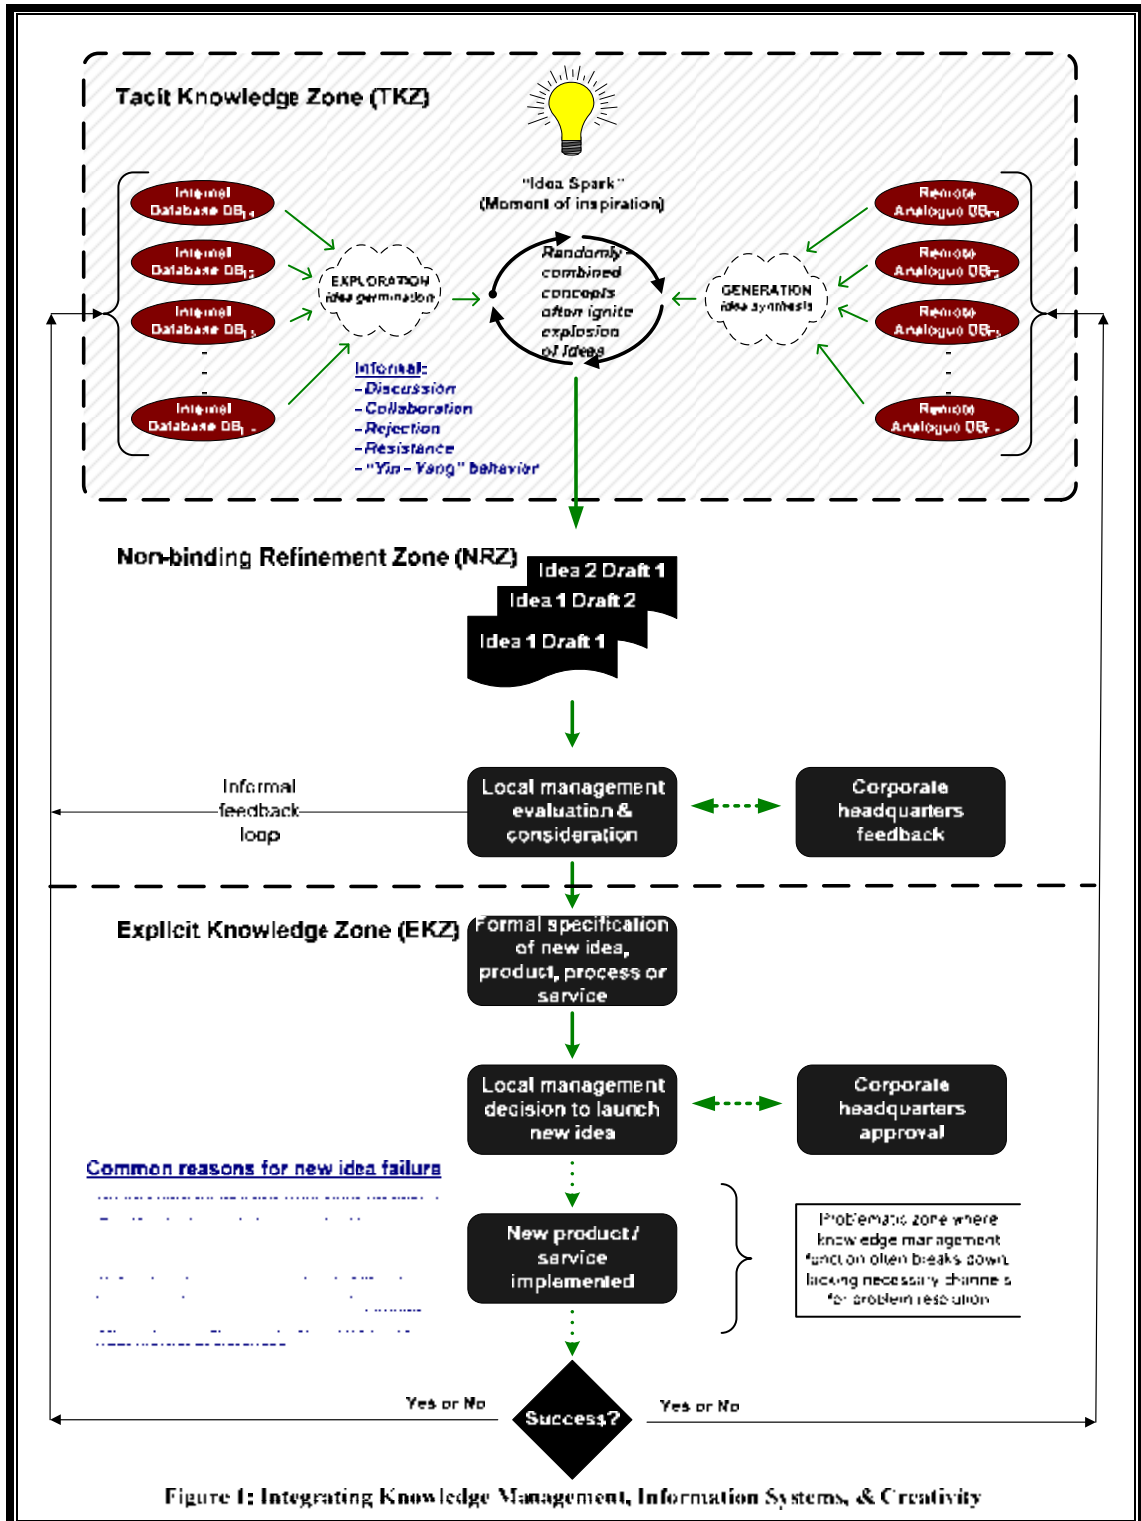 Tacit Knowledge Zone (TKZ)
"Idea Spark"
(Moment of inspiration)
Internal
Database DB
Internal
Database DB
Internal
Database DB
Internal
Database DB
EXPLORATION
idea germination
Randomly -
combined
concepts
often ignite
explosion
of ideas
GENERATION
idea synthesis
Remote
Analogue DB
Remote
Analogue DB
Remote
Analogue DB
Remote
Analogue DB
Informal:
- Discussion
- Collaboration
- Rejection
- Resistance
- "Yin - Yang" behavior
Non-binding Refinement Zone (NRZ)
Idea 2 Draft 1
Idea 1 Draft 2
Idea 1 Draft 1
Informal
feedback
loop
Local management
evaluation &
consideration
Corporate
headquarters
feedback
Explicit Knowledge Zone (EKZ)
Formal specification
of new idea,
product, process or
service
Local management
decision to launch
new idea
Corporate
headquarters
approval
Common reasons for new idea failure
New product /
service
implemented
Problematic zone where
knowledge management
function often breaks down,
lacking necessary channels
for problem resolution
Yes or No
Success?
Yes or No
Figure 1: Integrating Knowledge Management, Information Systems, & Creativity